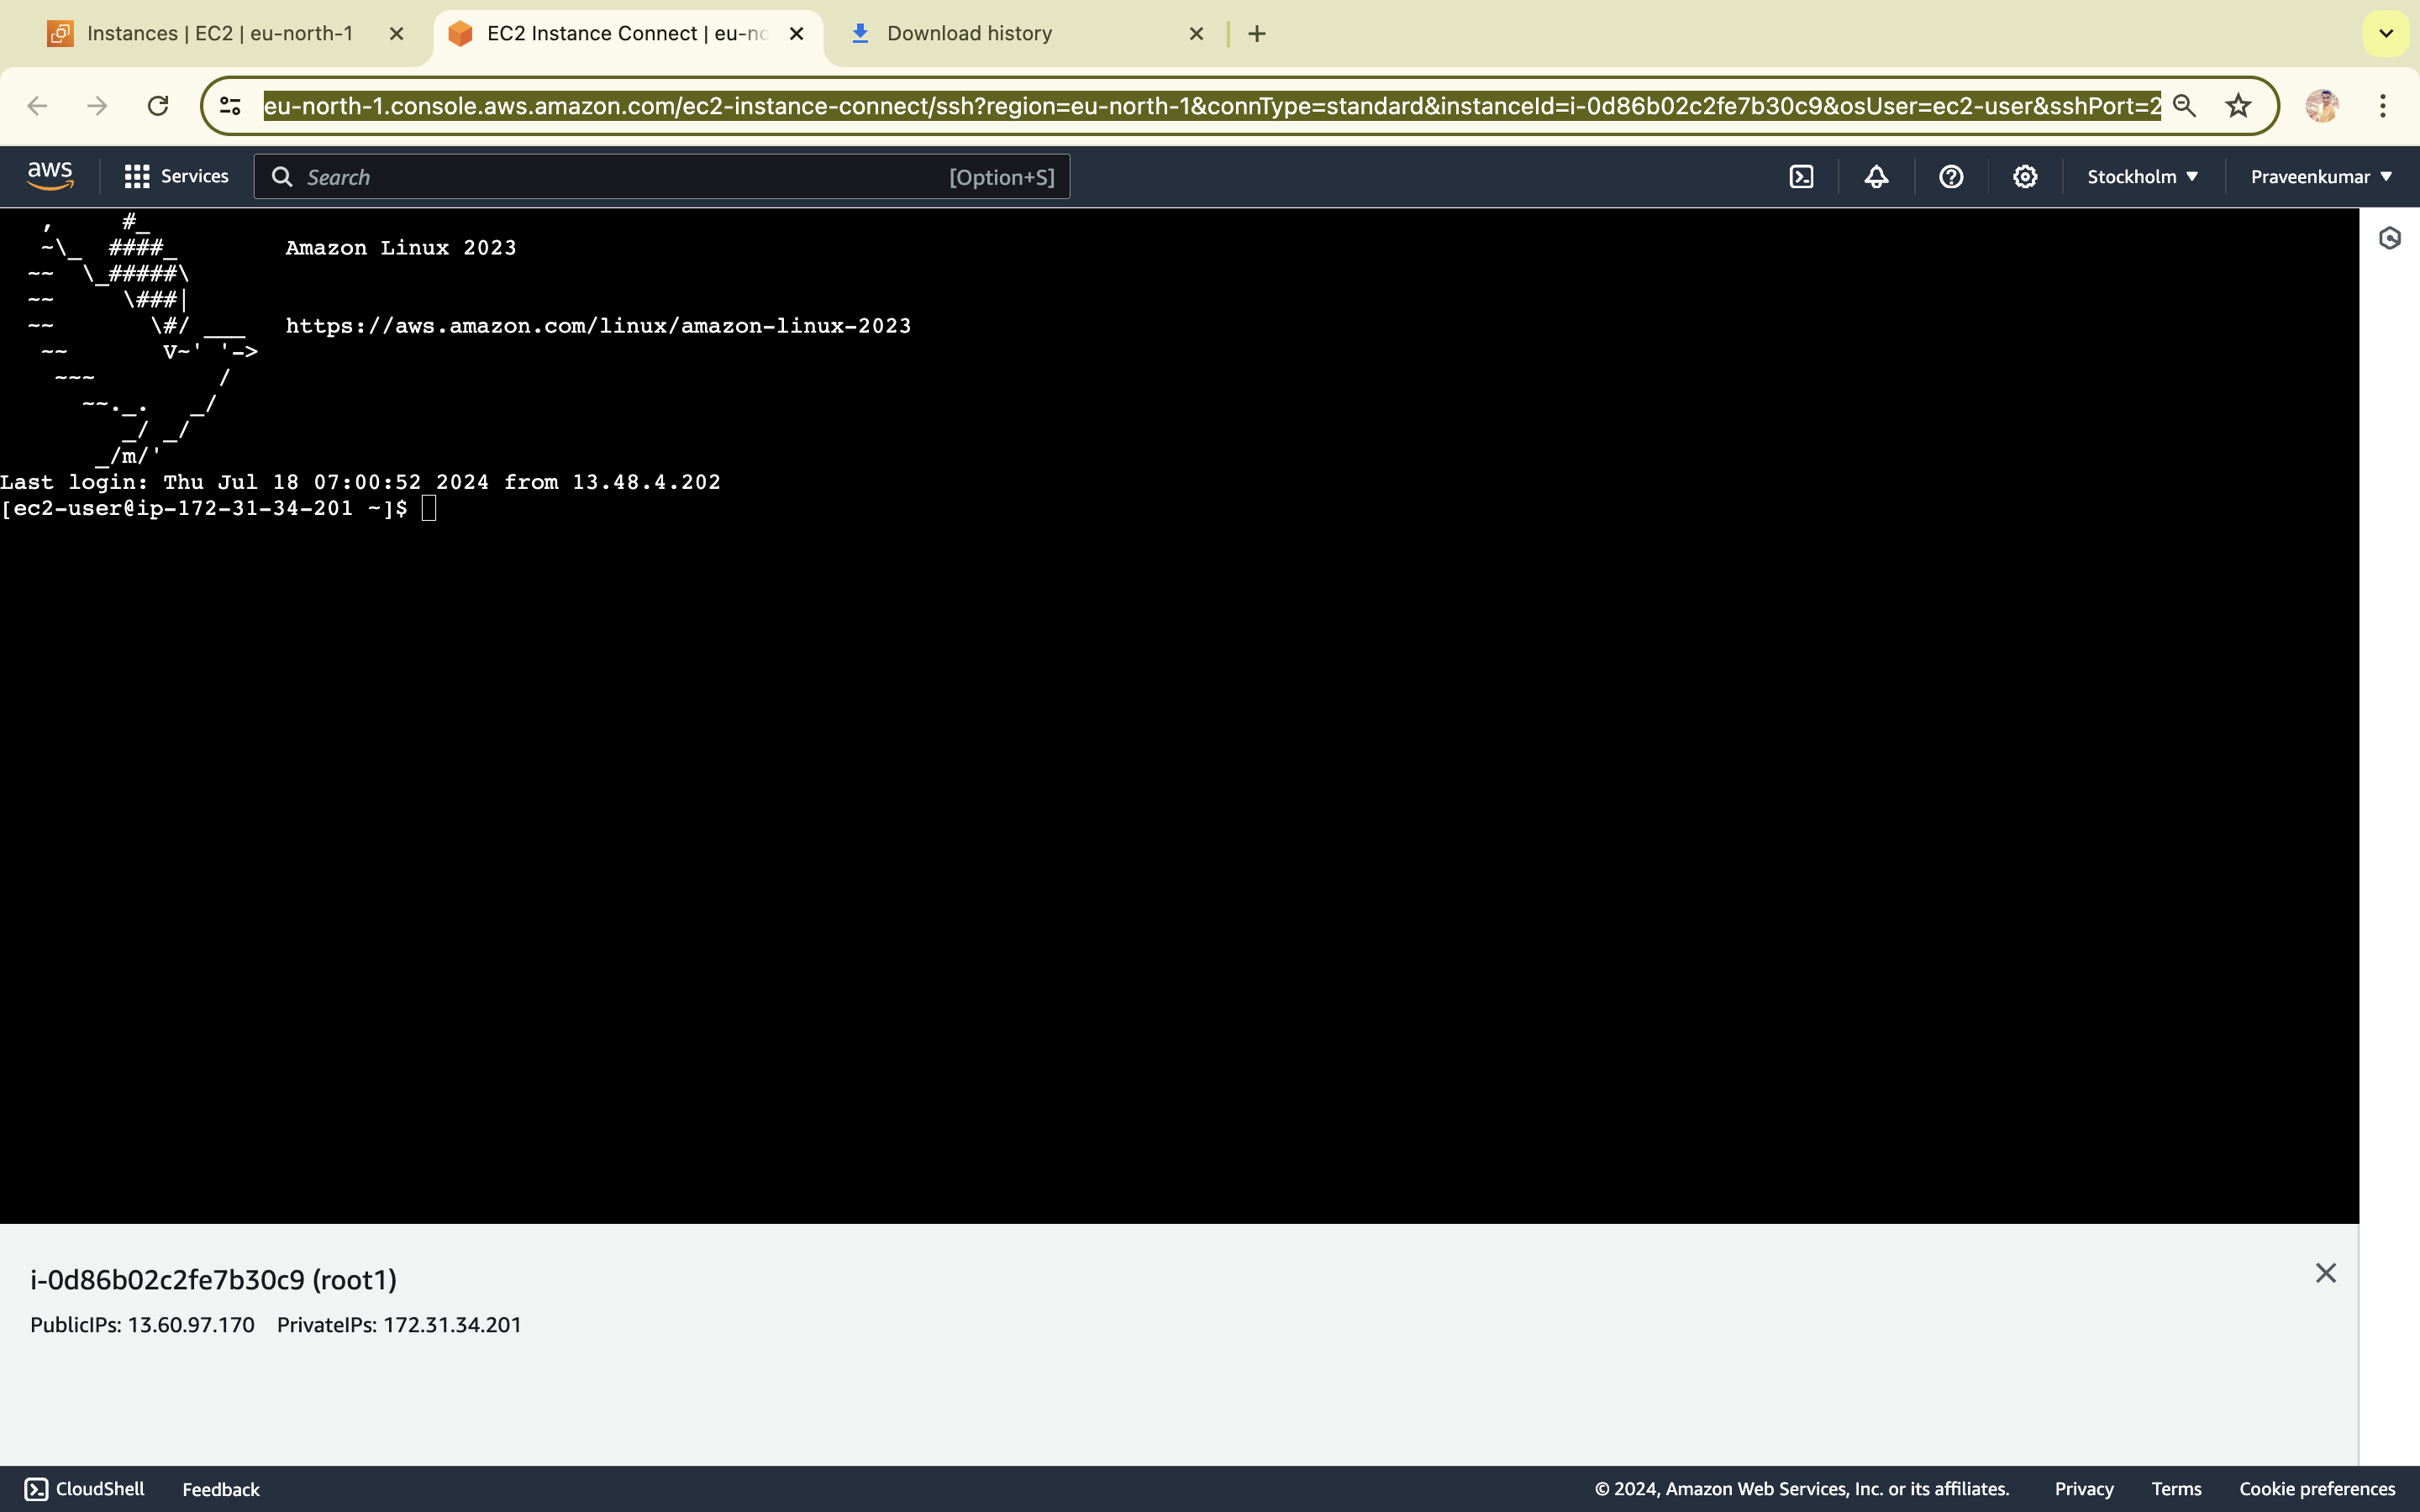 Instances | EC2 | eu-north-1
EC2 Instance Connect | eu-no
Download history
eu-north-1.console.aws.amazon.com/ec2-instance-connect/ssh?region=eu-north-1&connType=standard&instanceId=i-0d86b02c2fe7b30c9&osUser=ec2-user&sshPort=2
aws
Services
Search
[Option+S]
Stockholm
Praveenkumar
   ,     #_
   ~\_  ####_        Amazon Linux 2023
  ~~  \_#####\
  ~~     \###|
  ~~       \#/ ___   https://aws.amazon.com/linux/amazon-linux-2023
   ~~       V~' '->
    ~~~         /
      ~~._.   _/
         _/ _/
       _/m/'
Last login: Thu Jul 18 07:00:52 2024 from 13.48.4.202
[ec2-user@ip-172-31-34-201 ~]$
i-0d86b02c2fe7b30c9 (root1)
PublicIPs: 13.60.97.170 PrivateIPs: 172.31.34.201
CloudShell
Feedback
© 2024, Amazon Web Services, Inc. or its affiliates.
Privacy
Terms
Cookie preferences